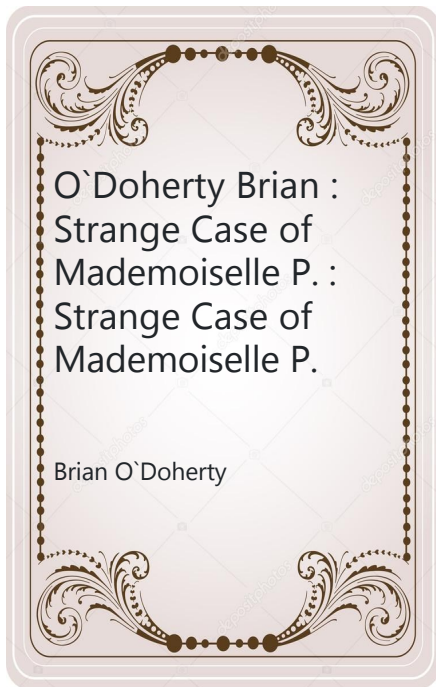 O`Doherty Brian :
Strange Case of
Mademoiselle P. :
Strange Case of
Mademoiselle P.
Brian O`Doherty